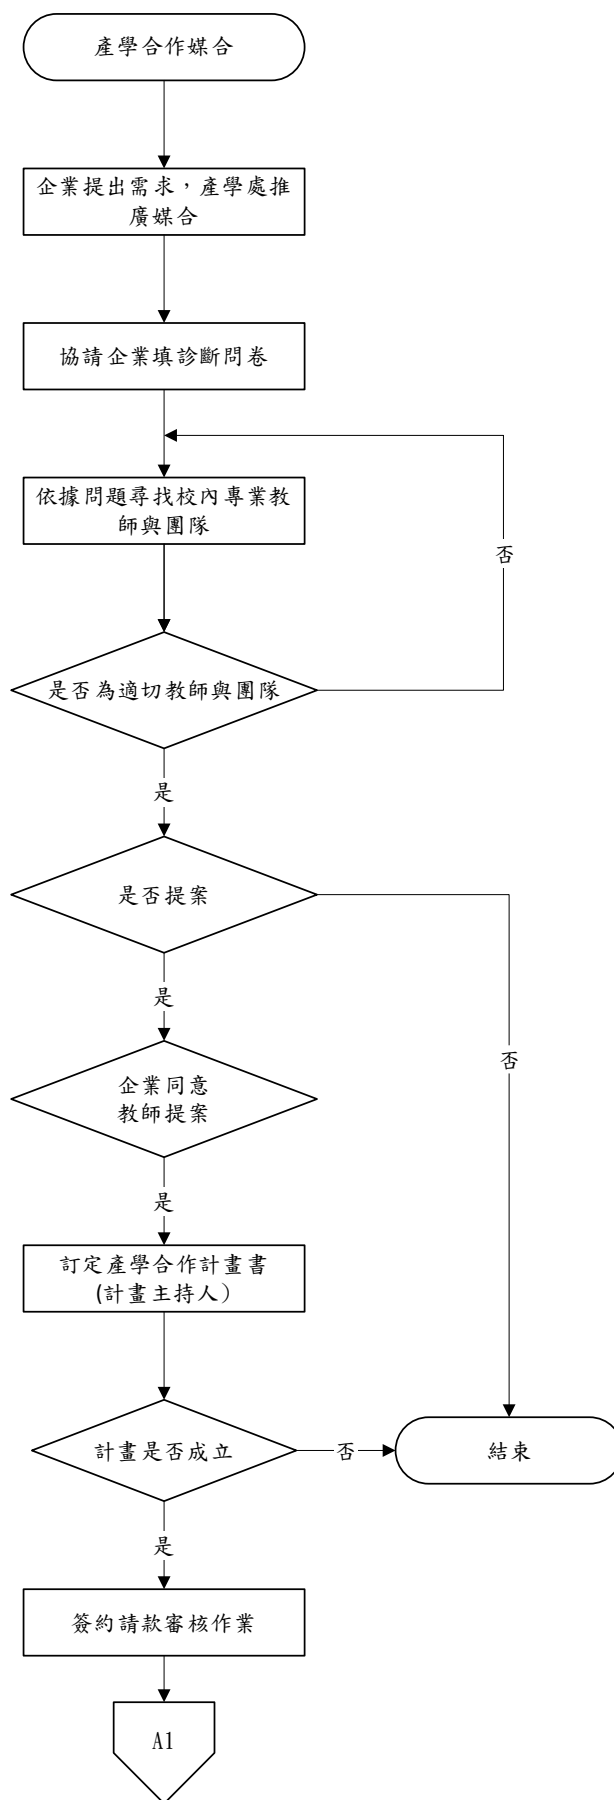 產學合作媒合
企業提出需求，產學處推
廣媒合
協請企業填診斷問卷
依據問題尋找校內專業教
師與團隊
否
是否為適切教師與團隊
是
是否提案
是
否
企業同意
教師提案
是
訂定產學合作計畫書
(計畫主持人）
計畫是否成立
否
結束
是
簽約請款審核作業
A1